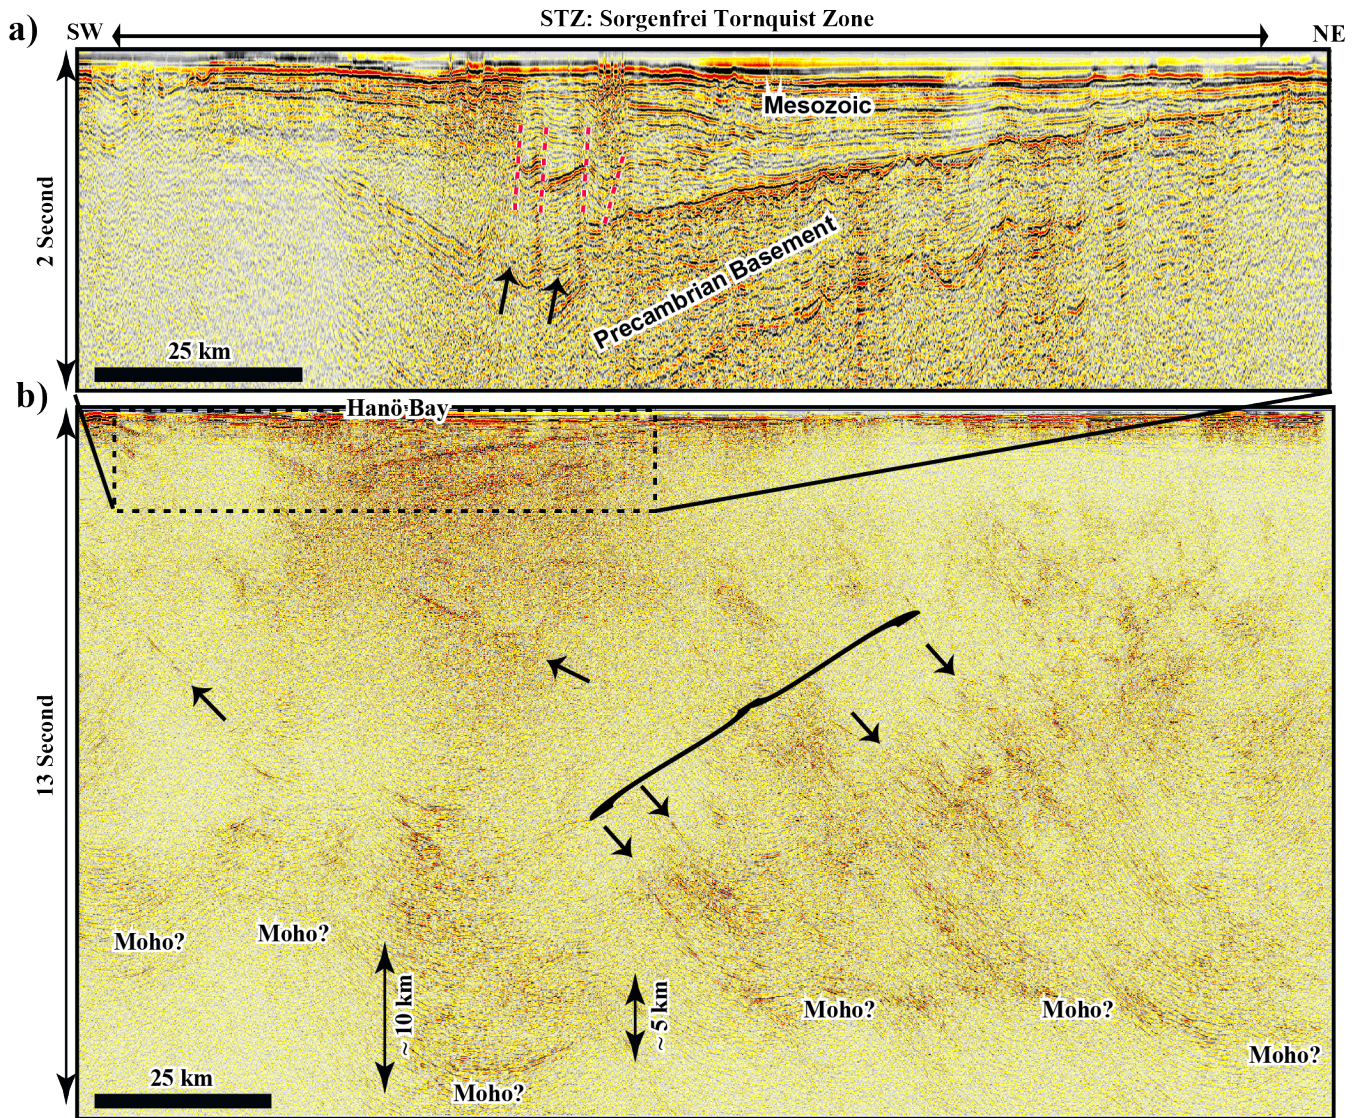 a)
SW
STZ: Sorgenfrei Tornquist Zone
NE
2 Second
Mesozoic
Precambrian Basement
25 km
b)
Hanö Bay
13 Second
Moho?
Moho?
~ 10 km
~ 5 km
Moho?
Moho?
Moho?
25 km
Moho?